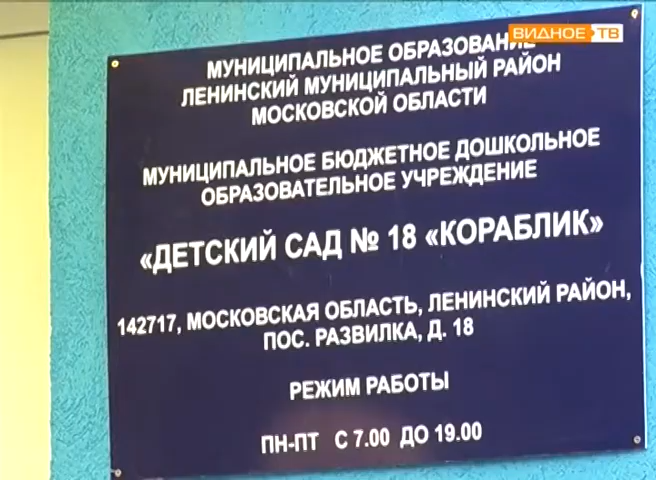 ВИДНОЕ ТВ
МУНИЦИПАЛЬНОЕ ОБРАЗОВАНИЕ
ЛЕНИНСКИЙ МУНИЦИПАЛЬНЫЙ РАЙОН
МОСКОВСКОЙ ОБЛАСТИ
МУНИЦИПАЛЬНОЕ БЮДЖЕТНОЕ ДОШКОЛЬНОЕ
ОБРАЗОВАТЕЛЬНОЕ УЧРЕЖДЕНИЕ
«ДЕТСКИЙ САД № 18 «КОРАБЛИК»
142717, МОСКОВСКАЯ ОБЛАСТЬ, ЛЕНИНСКИЙ РАЙОН,
ПОС. РАЗВИЛКА, Д. 18
РЕЖИМ РАБОТЫ
ПН-ПТ С 7.00 ДО 19.00